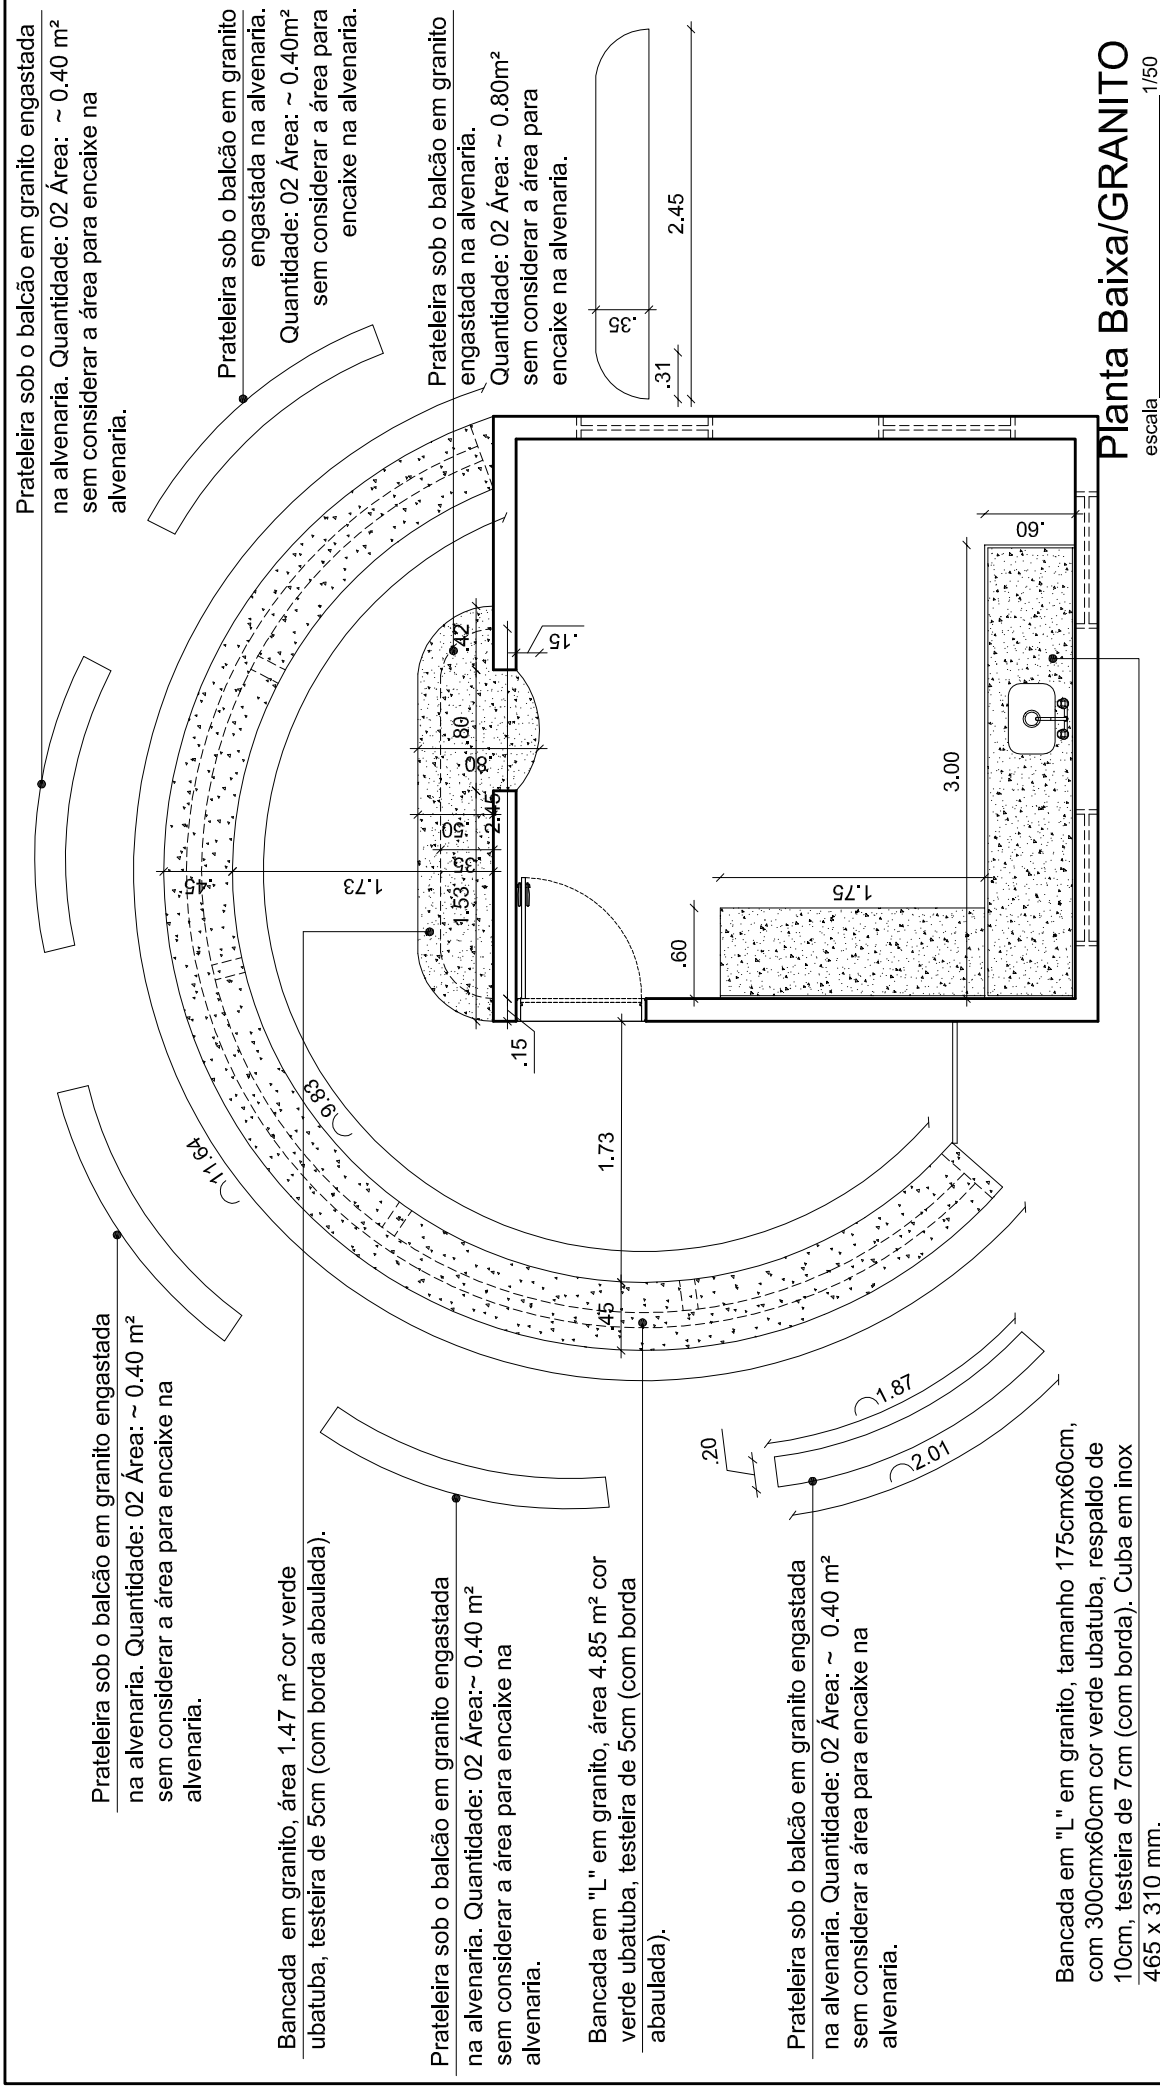 Prateleira sob o balcão em granito engastada
na alvenaria. Quantidade: 02 Área: ~ 0.40 m²
sem considerar a área para encaixe na
alvenaria.
Prateleira sob o balcão em granito
engastada na alvenaria.
Quantidade: 02 Área: ~ 0.40m²
sem considerar a área para
encaixe na alvenaria.
Prateleira sob o balcão em granito
engastada na alvenaria.
Quantidade: 02 Área: ~ 0.80m²
sem considerar a área para
encaixe na alvenaria.
Prateleira sob o balcão em granito engastada
na alvenaria. Quantidade: 02 Área: ~ 0.40 m²
sem considerar a área para encaixe na
alvenaria.
Bancada em granito, área 1.47 m² cor verde
ubatuba, testeira de 5cm (com borda abaulada).
Prateleira sob o balcão em granito engastada
na alvenaria. Quantidade: 02 Área:~ 0.40 m²
sem considerar a área para encaixe na
alvenaria.
Bancada em "L" em granito, área 4.85 m² cor
verde ubatuba, testeira de 5cm (com borda
abaulada).
Prateleira sob o balcão em granito engastada
na alvenaria. Quantidade: 02 Área: ~ 0.40 m²
sem considerar a área para encaixe na
alvenaria.
Bancada em "L" em granito, tamanho 175cmx60cm,
com 300cmx60cm cor verde ubatuba, respaldo de
10cm, testeira de 7cm (com borda). Cuba em inox
465 x 310 mm.
.35
.31
2.45
11.64
9.83
.45
1.73
.42
.80
.80
.50
.35
2.45
1.53
.15
.15
1.73
.45
.60
1.75
3.00
.60
.20
1.87
2.01
Planta Baixa/GRANITO
escala 1/50